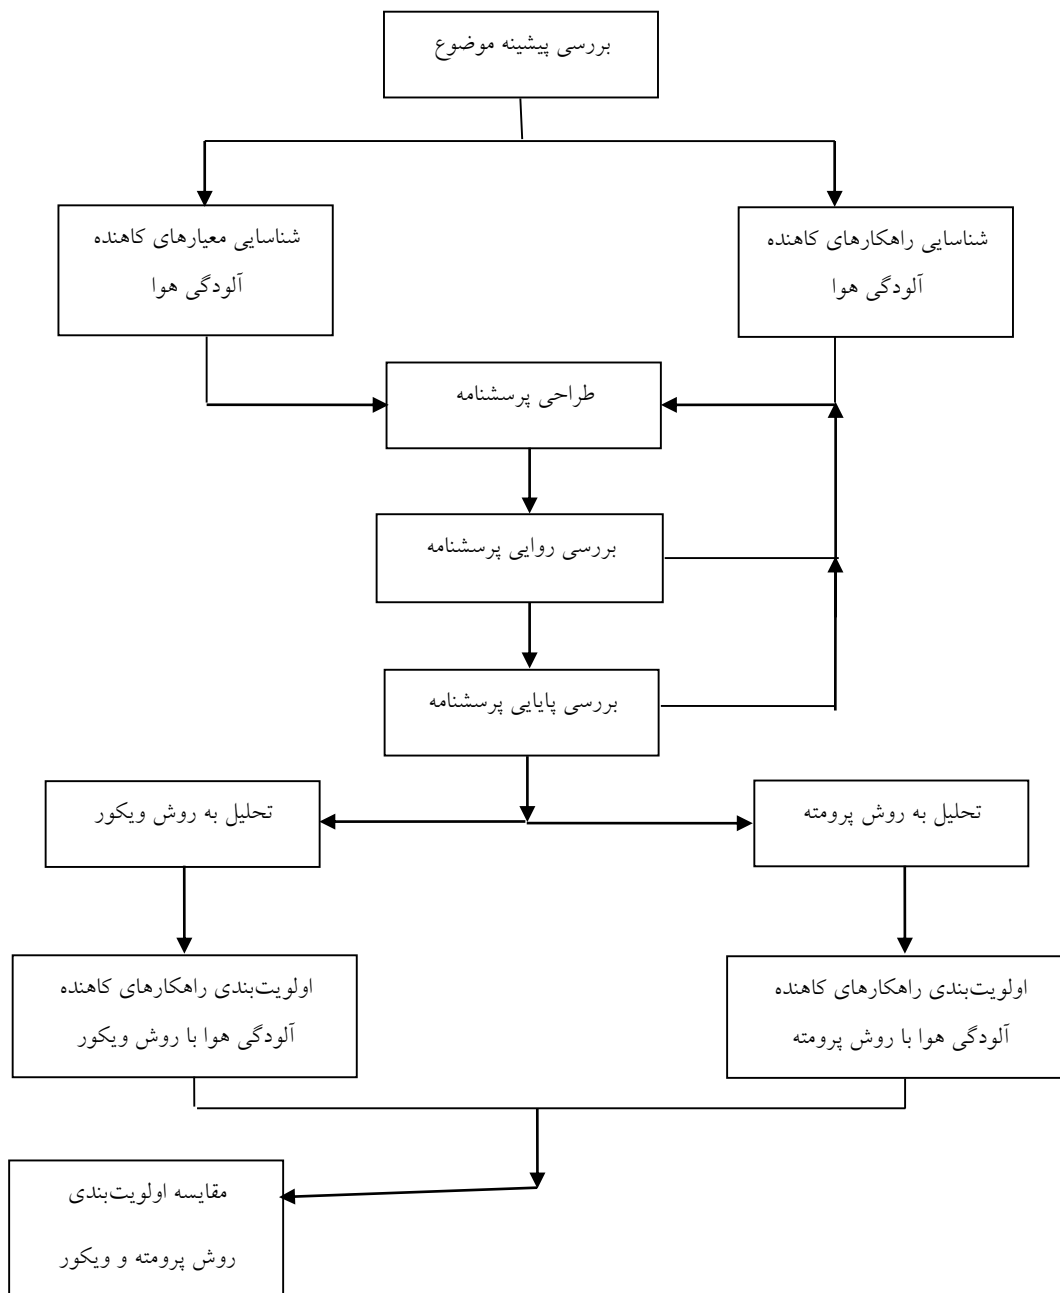 بررسی پیشینه موضوع
شناسایی راهکارهای کاهنده
آلودگی هوا
شناسایی معیارهای کاهنده
آلودگی هوا
طراحی پرسشنامه
بررسی روایی پرسشنامه
بررسی پایایی پرسشنامه
تحلیل به روش پرومته
تحلیل به روش ویکور
اولویت‌بندی راهکارهای کاهنده
آلودگی هوا با روش پرومته
اولویت‌بندی راهکارهای کاهنده
آلودگی هوا با روش ویکور
مقایسه اولویت‌بندی
روش پرومته و ویکور